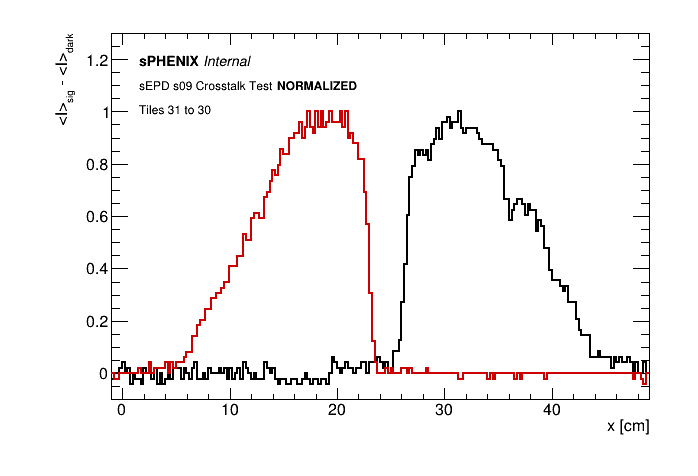 <I>sig - <I>dark
sPHENIX Internal
sEPD s09 Crosstalk Test NORMALIZED
Tiles 31 to 30
1.2
1
0.8
0.6
0.4
0.2
0
0 10 20 30 40
x [cm]